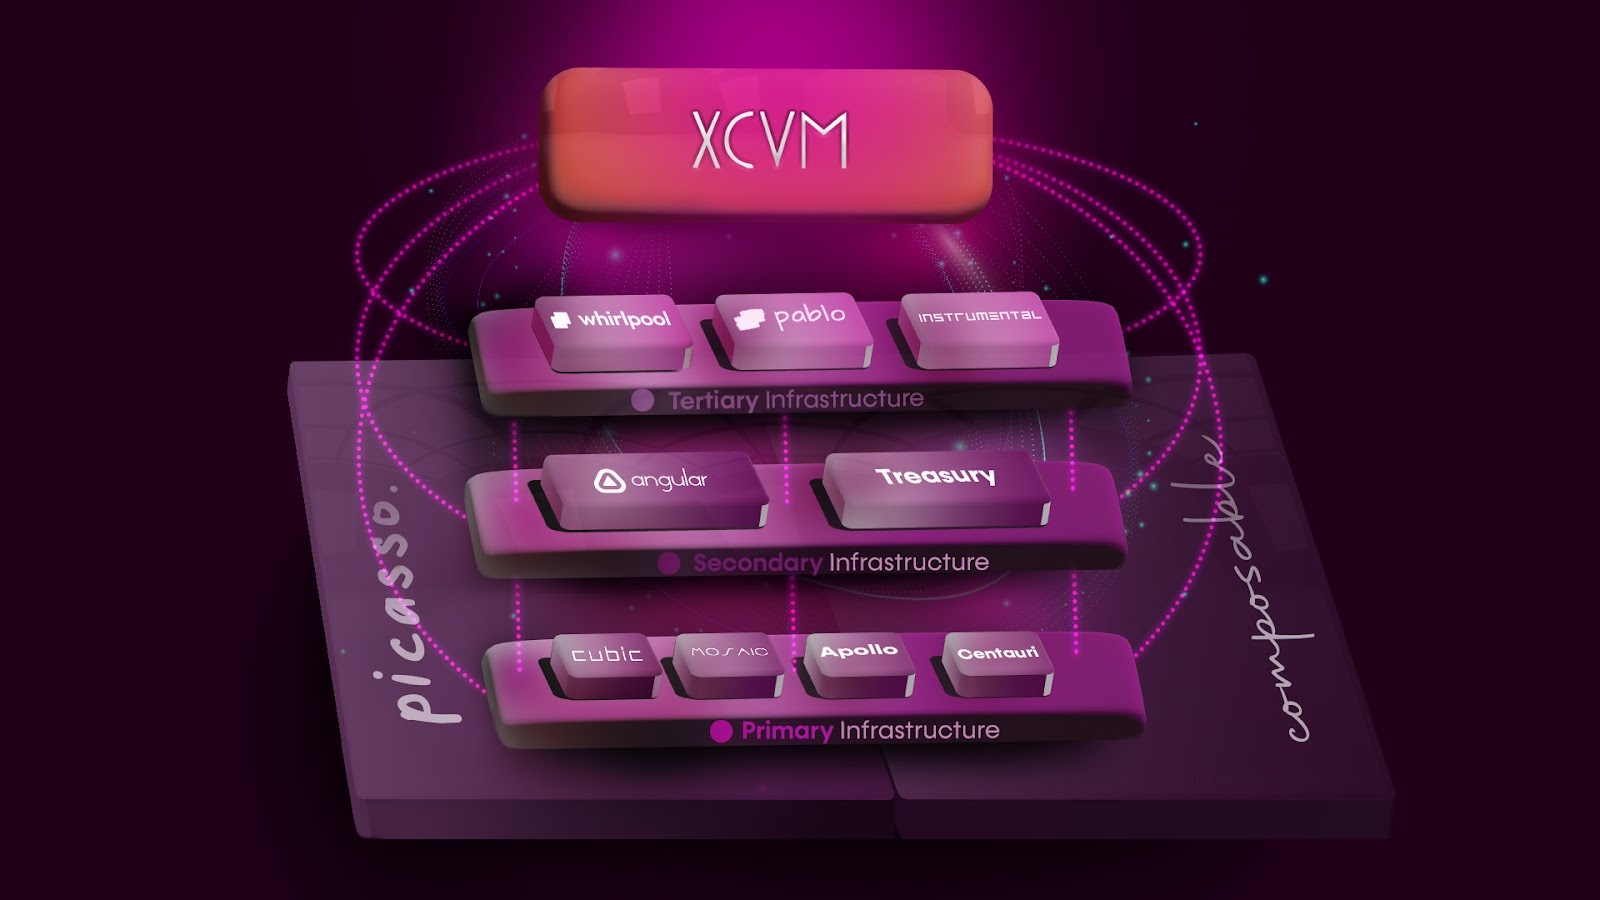 XCVM
whirlpool
pablo
INSTRUMENTAL
Tertiary Infrastructure
angular
Treasury
Secondary Infrastructure
cubic
MOSAIC
Apollo
Centauri
Primary Infrastructure
picasso.
composable